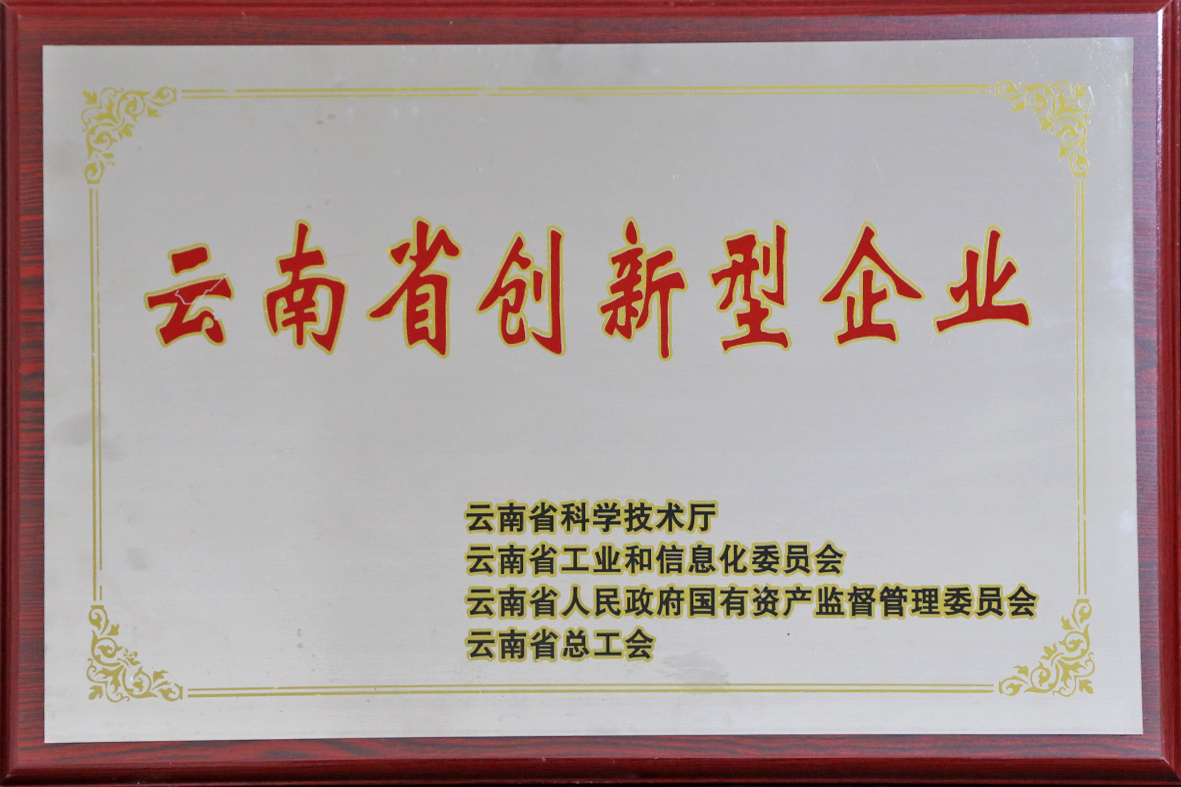 云南省创新型企业
云南省科学技术厅
云南省工业和信息化委员会
云南省人民政府国有资产监督管理委员会
云南省总工会